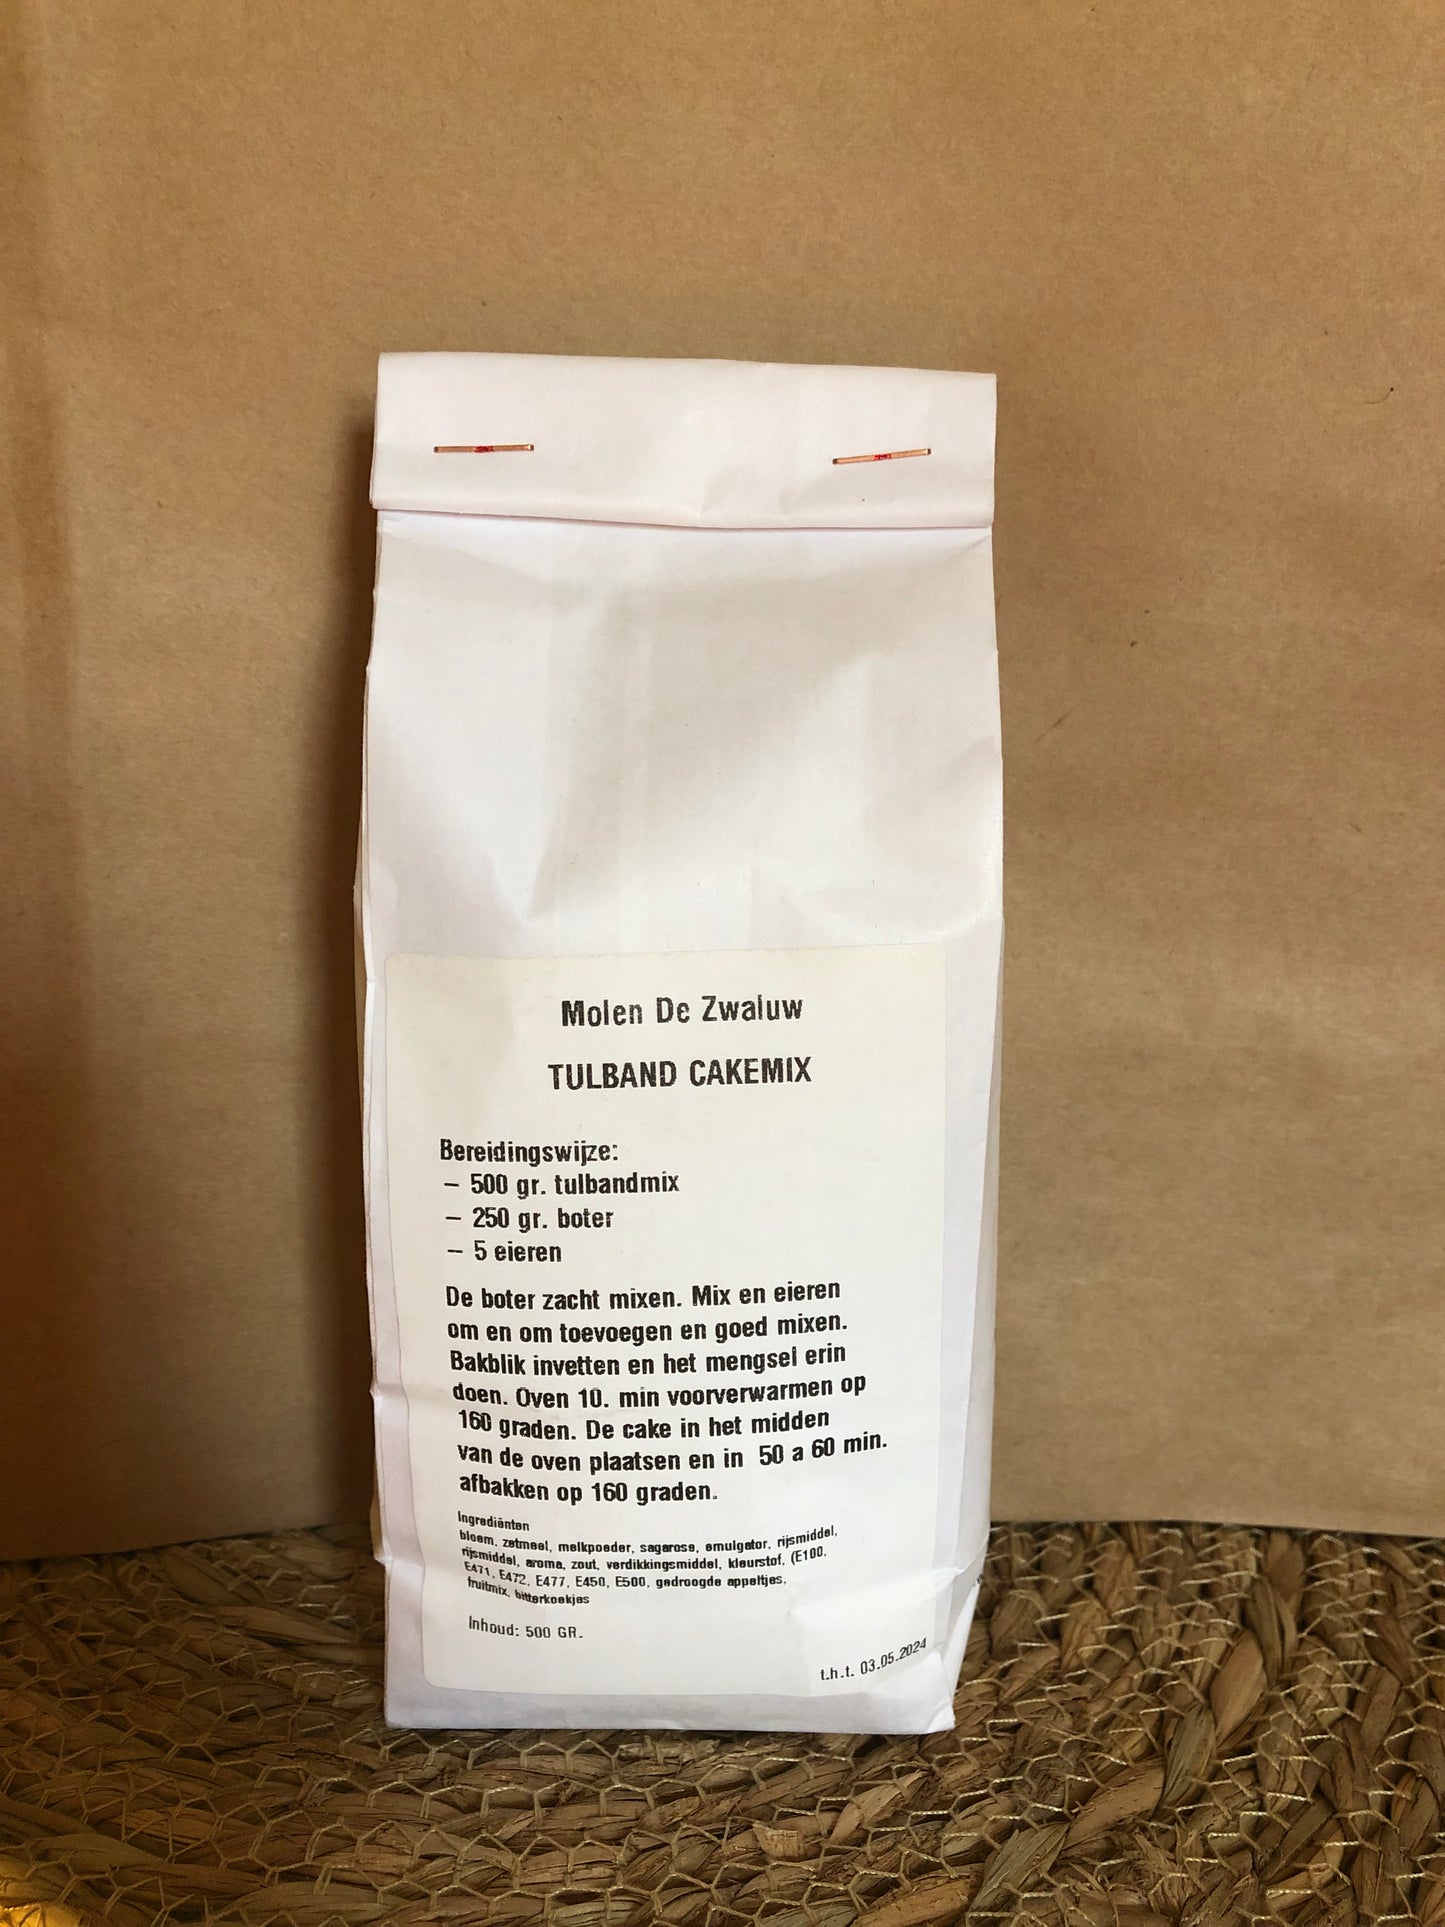 Molen De Zwaluw
TULBAND CAKEMIX
Bereidingswijze:
– 500 gr. tulbandmix
– 250 gr. boter
– 5 eieren
De boter zacht mixen. Mix en eieren
om en om toevoegen en goed mixen.
Bakblik invetten en het mengsel erin
doen. Oven 10. min voorverwarmen op
160 graden. De cake in het midden
van de oven plaatsen en in 50 a 60 min.
afbakken op 160 graden.
Ingrediënten
bloem, zetmeel, melkpoeder, sagarose, emulgator, rijsmiddel,
rijsmiddel, aroma, zout, verdikkingsmiddel, kleurstof, (E100,
E471, E472, E477, E450, E500, gedroogde appeltjes,
fruitmix, bitterkoekjes
Inhoud: 500 GR.
t.h.t. 03.05.2024